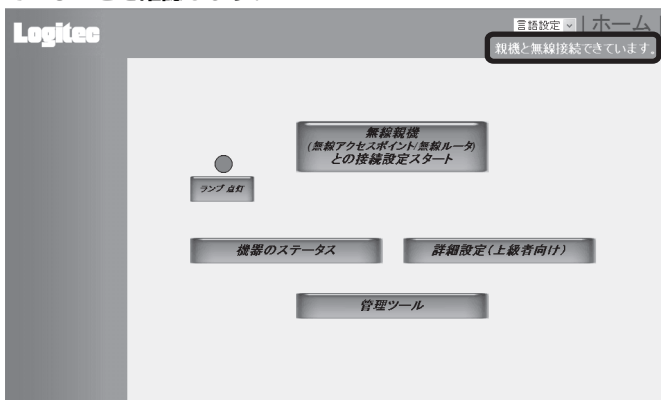 Logitec
言語設定 | ホーム |
親機と無線接続できています。
無線親機
(無線アクセスポイント/無線ルータ)
との接続設定スタート
ランプ 点灯
機器のステータス
詳細設定(上級者向け)
管理ツール